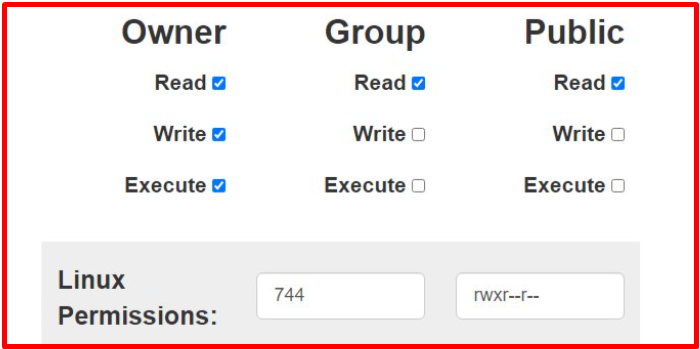 Owner Group Public
Read Read Read
Write Write Write
Execute Execute Execute
Linux
Permissions:
744 rwxr--r--